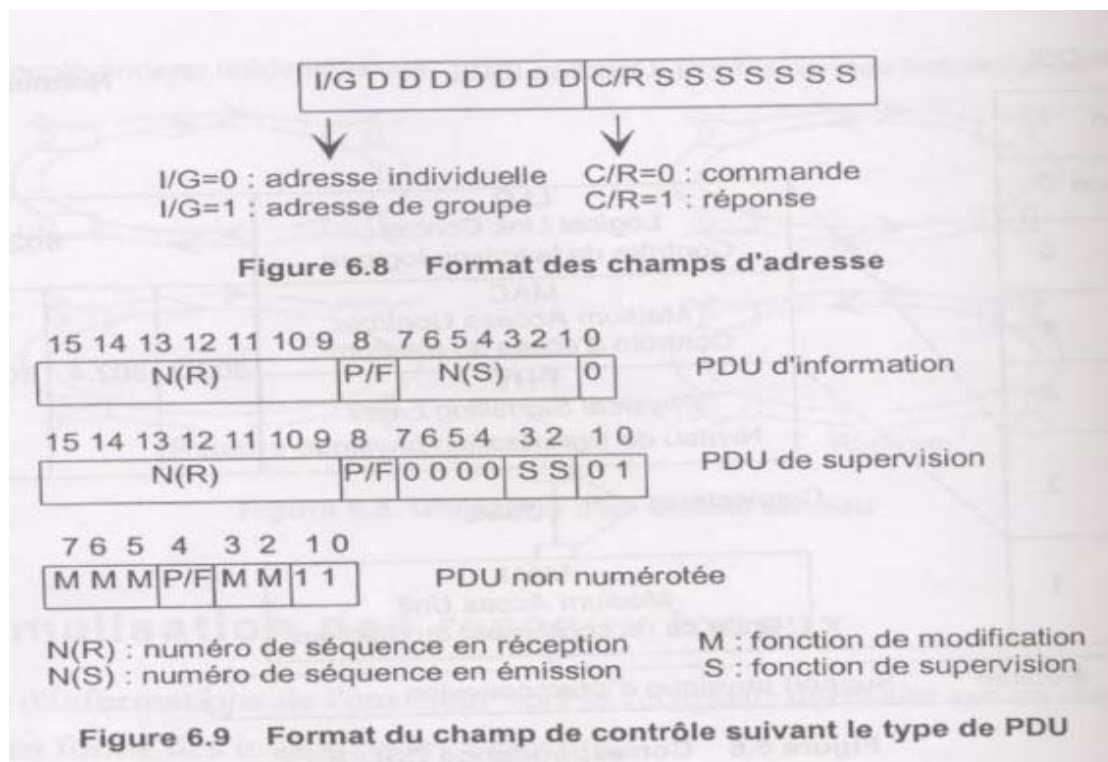 I/G D D D D D D D C/R S S S S S S S
I/G=0 : adresse individuelle C/R=0 : commande
I/G=1 : adresse de groupe C/R=1 : réponse
Figure 6.8 Format des champs d'adresse
15 14 13 12 11 10 9 8 7 6 5 4 3 2 1 0
N(R) P/F N(S) 0 PDU d'information
15 14 13 12 11 10 9 8 7 6 5 4 3 2 1 0
N(R) P/F 0 0 0 0 S S 0 1 PDU de supervision
7 6 5 4 3 2 1 0
M M M P/F M M 1 1 PDU non numérotée
N(R) : numéro de séquence en réception M : fonction de modification
N(S) : numéro de séquence en émission S : fonction de supervision
Figure 6.9 Format du champ de contrôle suivant le type de PDU